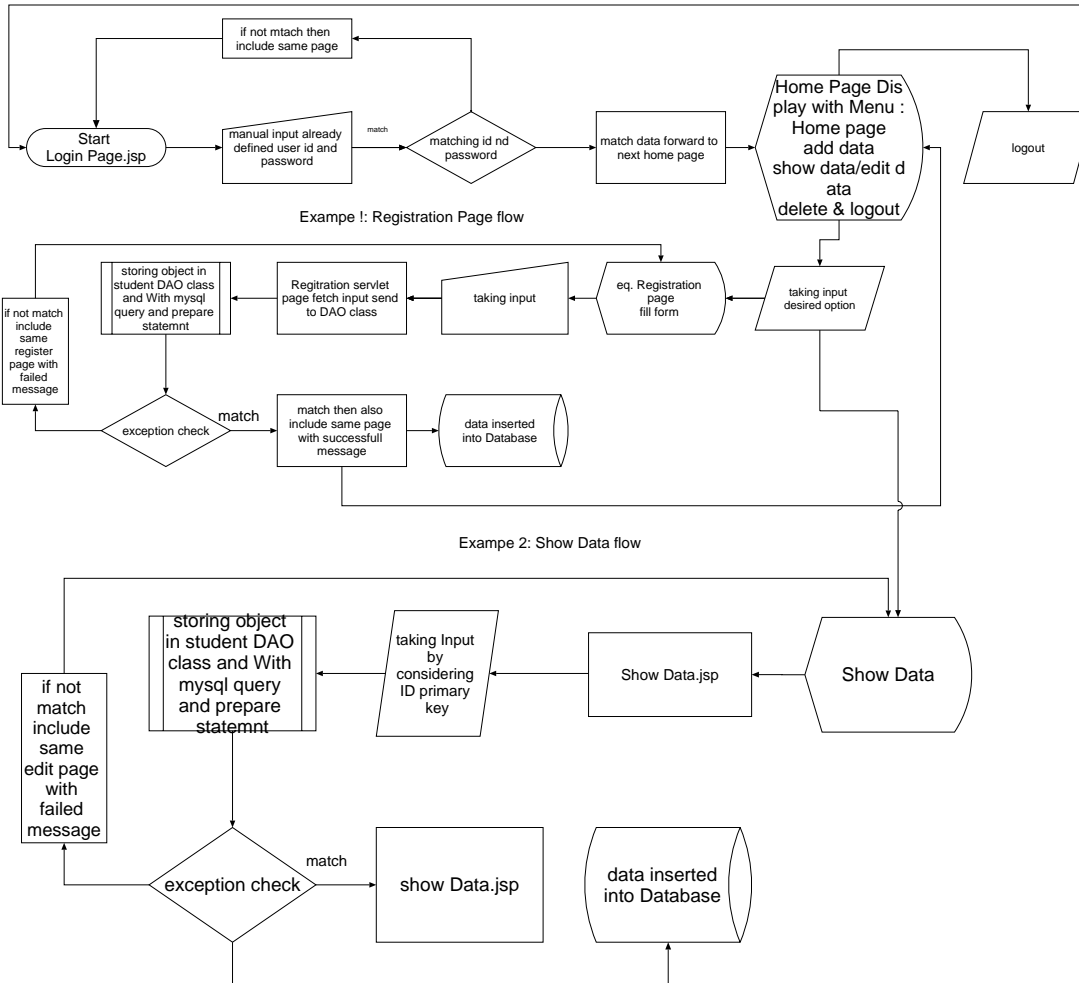 if not mtach then
include same page
Start
Login Page.jsp
manual input already
defined user id and
password
match
matching id nd
password
match data forward to
next home page
Home Page Dis
play with Menu :
Home page
add data
show data/edit d
ata
delete & logout
logout
Exampe !: Registration Page flow
if not match
include
same
register
page with
failed
message
storing object in
student DAO class
and With mysql
query and prepare
statemnt
Regitration servlet
page fetch input send
to DAO class
taking input
eq. Registration
page
fill form
taking input
desired option
exception check
match
match then also
include same page
with successfull
message
data inserted
into Database
Exampe 2: Show Data flow
if not
match
include
same
edit page
with
failed
message
storing object
in student DAO
class and With
mysql query
and prepare
statemnt
taking Input
by
considering
ID primary
key
Show Data.jsp
Show Data
exception check
match
show Data.jsp
data inserted
into Database